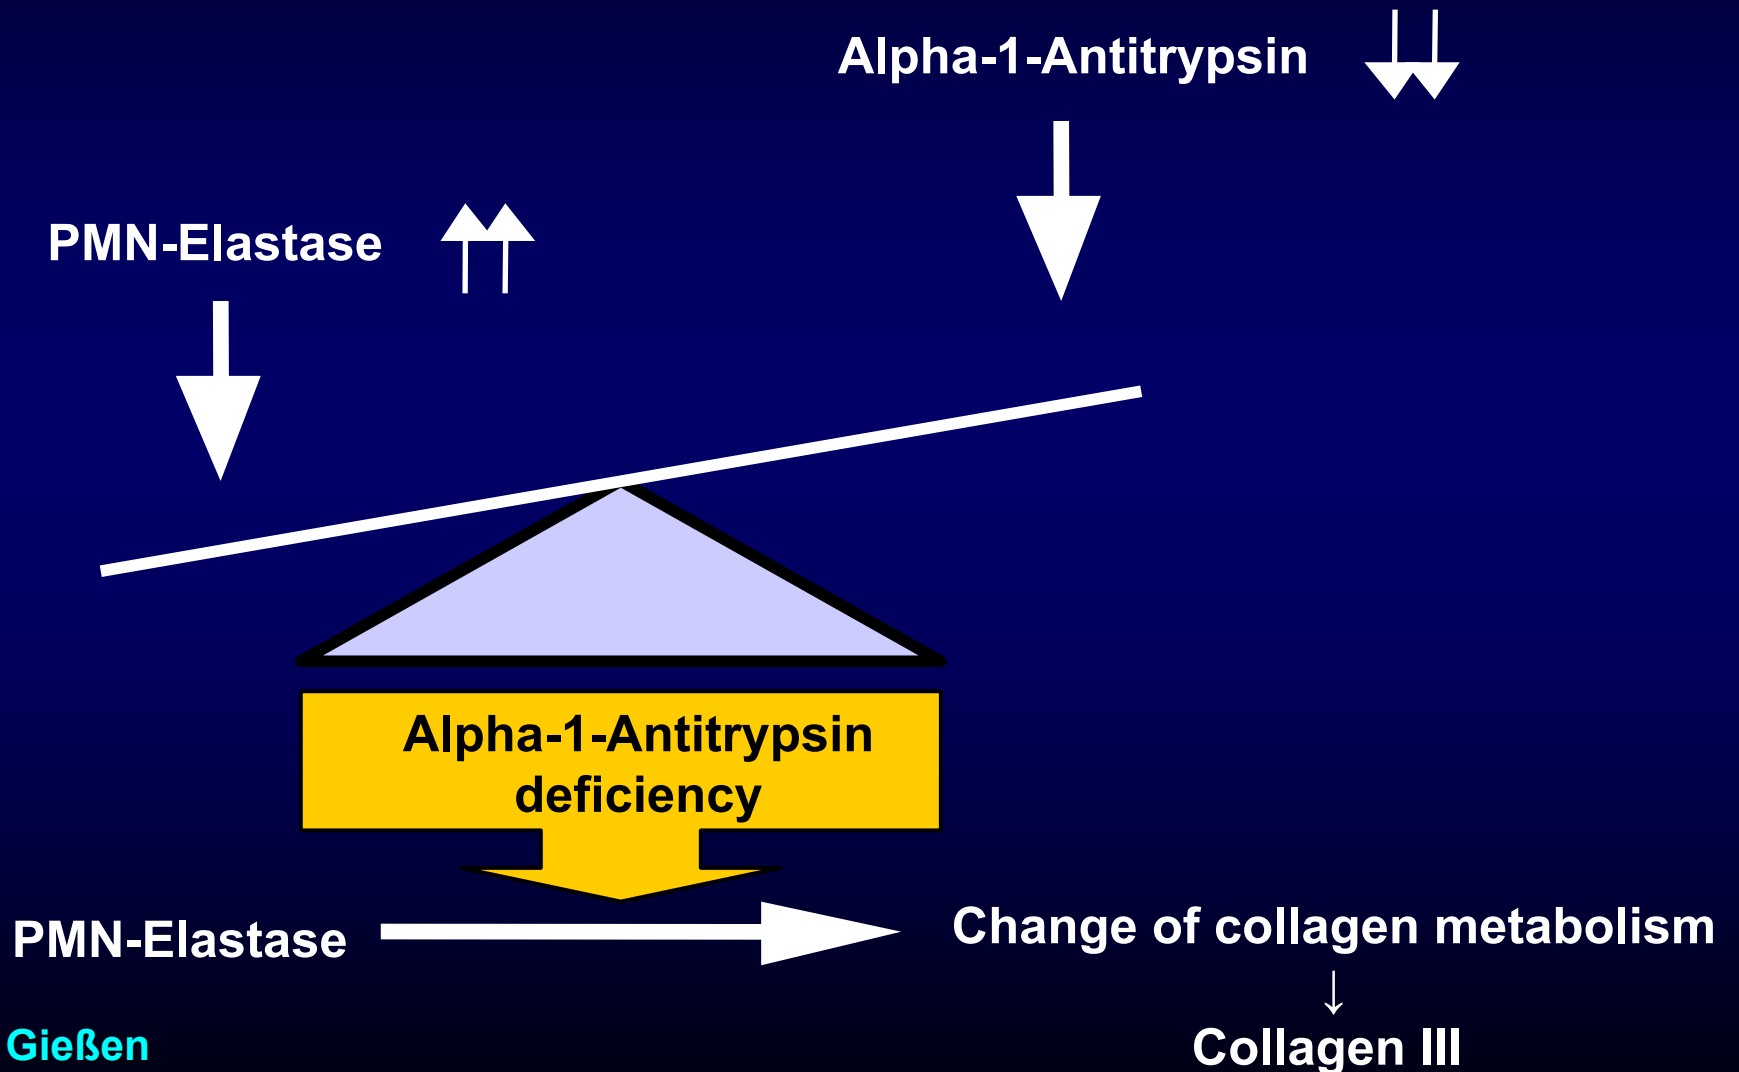 Alpha-1-Antitrypsin
PMN-Elastase
Alpha-1-Antitrypsin
deficiency
PMN-Elastase
Change of collagen metabolism
↓
Collagen III
Gießen